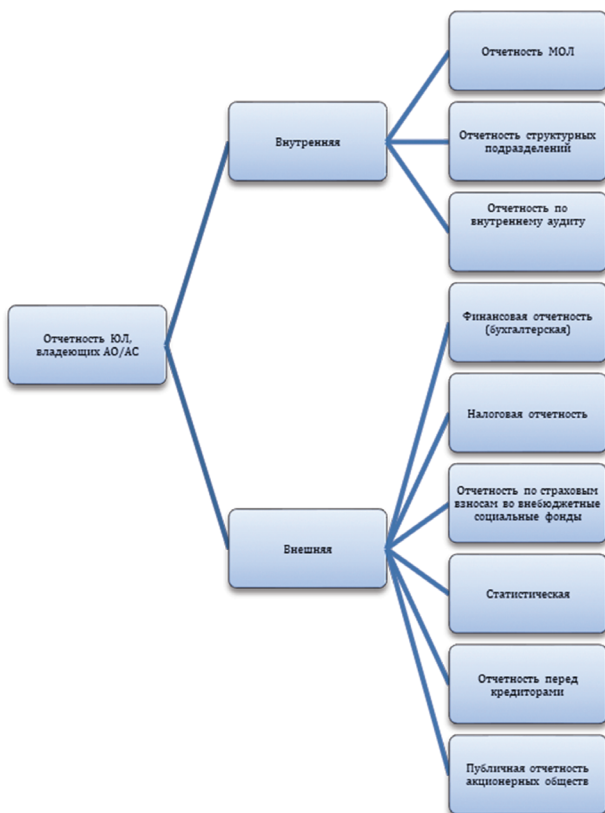 Отчетность МОЛ
Внутренняя
Отчетность структурных
подразделений
Отчетность по
внутреннему аудиту
Отчетность ЮЛ,
владеющих АО/АС
Финансовая отчетность
(бухгалтерская)
Налоговая отчетность
Отчетность по страховым
взносам во внебюджетные
социальные фонды
Внешняя
Статистическая
Отчетность перед
кредиторами
Публичная отчетность
акционерных обществ